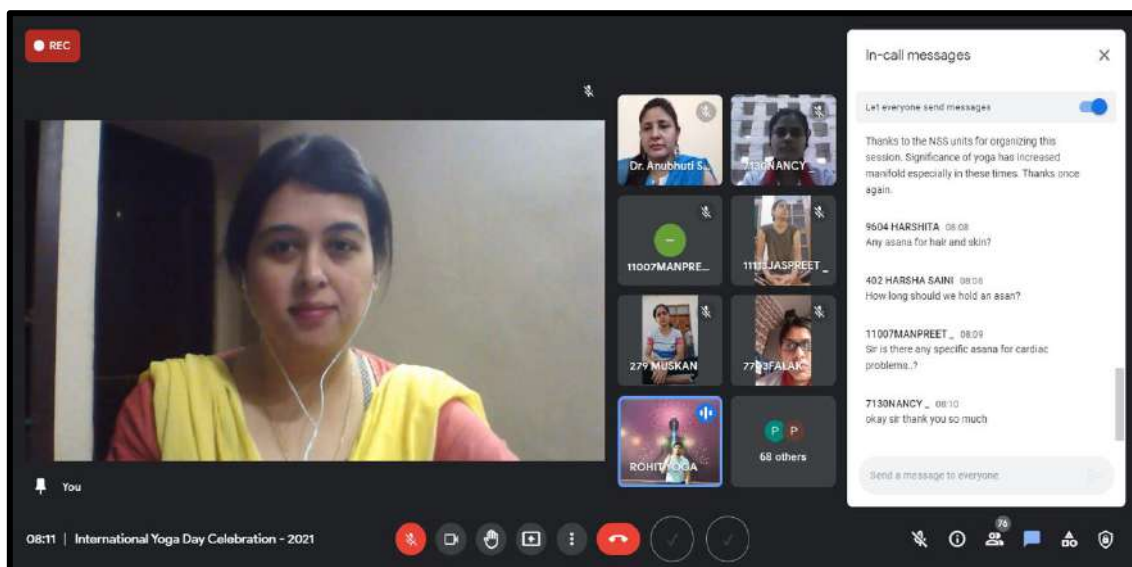 REC
In-call messages
Let everyone send messages
Thanks to the NSS units for organizing this
session. Significance of yoga has increased
manifold especially in these times. Thanks once
again.
9604 HARSHITA 08:08
Any asana for hair and skin?
402 HARSHA SAINI 08:08
How long should we hold an asan?
11007MANPREET _ 08:09
Sir is there any specific asana for cardiac
problems..?
7130NANCY _ 08:10
okay sir thank you so much
Send a message to everyone
Dr. Anubhuti S...
7130NANCY _
11007MANPRE...
11113JASPREET _
279 MUSKAN
7793FALAK
ROHIT YOGA
P P
68 others
You
08:11 | International Yoga Day Celebration - 2021
76